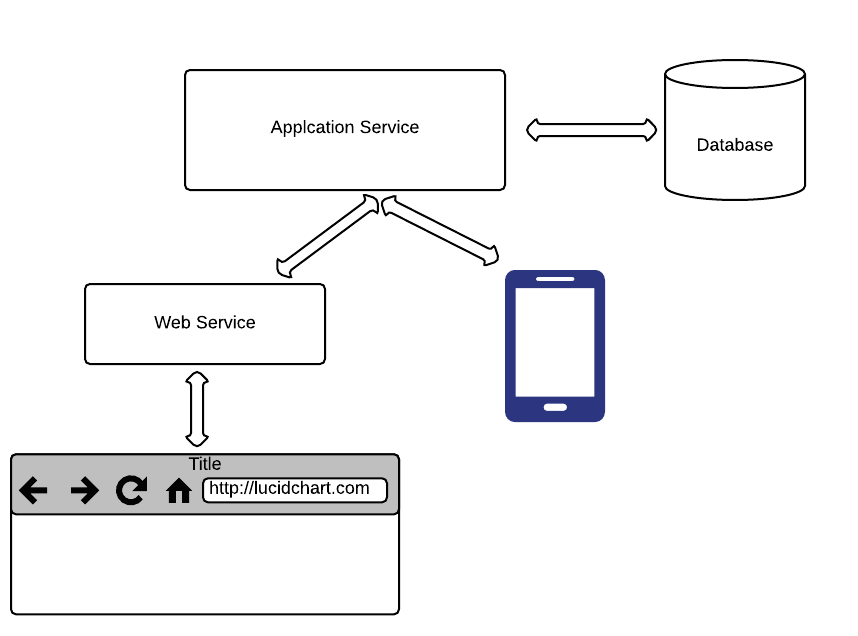 Applcation Service
Database
Web Service
Title
http://lucidchart.com